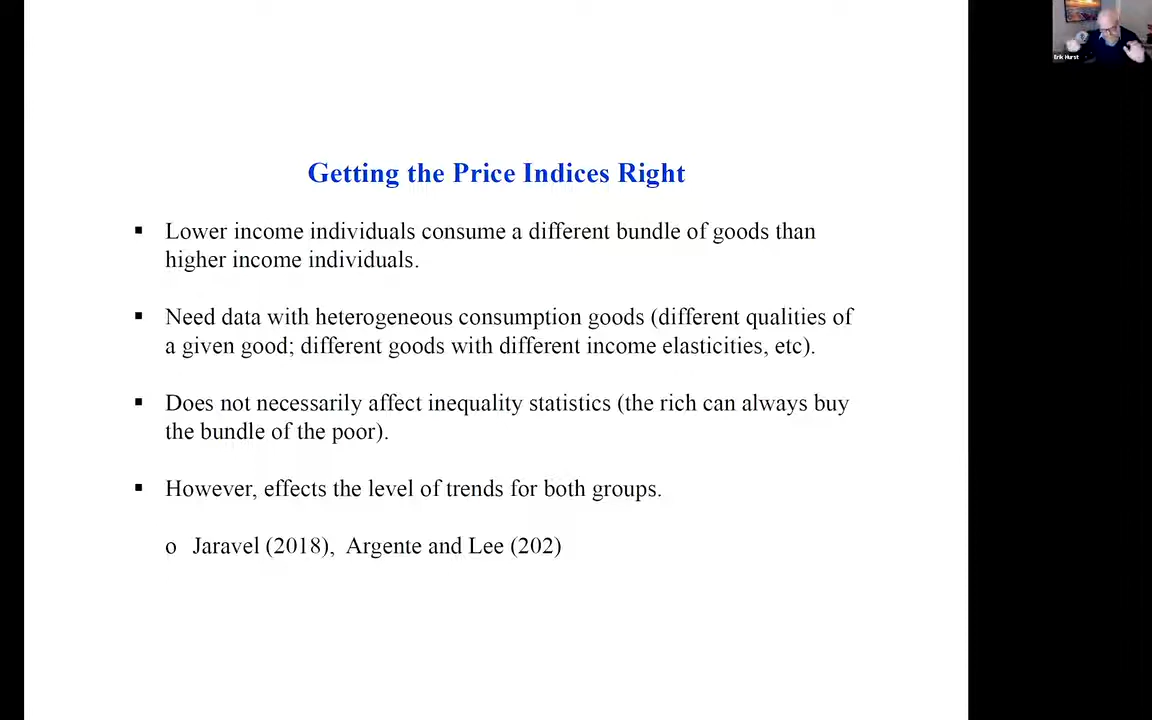 Erik Hurst
Getting the Price Indices Right
▪ Lower income individuals consume a different bundle of goods than
higher income individuals.
▪ Need data with heterogeneous consumption goods (different qualities of
a given good; different goods with different income elasticities, etc).
▪ Does not necessarily affect inequality statistics (the rich can always buy
the bundle of the poor).
▪ However, effects the level of trends for both groups.
o Jaravel (2018), Argente and Lee (202)